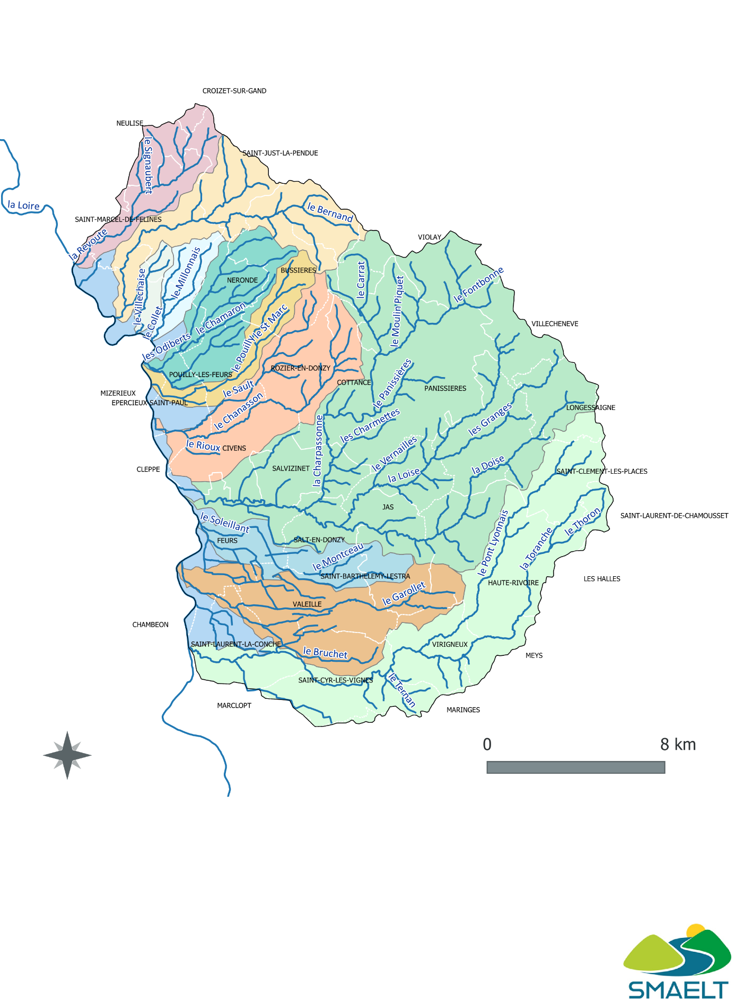 CROIZET-SUR-GAND
NEULISE
le Signaubert
SAINT-JUST-LA-PENDUE
la Loire
le Bernand
SAINT-MARCEL-DE-FELINES
la Revoute
VIOLAY
le Villechaise
le Millonnais
le Collet
NERONDE
BUSSIERES
le Carrat
le Moulin Piquet
le Fontbonne
le Chamaron
le St Marc
VILLECHENEVE
les Odiberts
le Pouilly
POUILLY-LES-FEURS
ROZIER-EN-DONZY
COTTANCE
le Panissières
PANISSIERES
MIZERIEUX
EPERCIEUX-SAINT-PAUL
le Sault
le Chanasson
LONGESSAIGNE
les Charmettes
les Granges
le Rioux
CIVENS
la Charpassonne
le Vernailles
CLEPPE
SALVIZINET
la Loise
la Doise
SAINT-CLEMENT-LES-PLACES
JAS
le Soleillant
le Pont Lyonnais
la Toranche
le Thoron
SAINT-LAURENT-DE-CHAMOUSSET
FEURS
SALT-EN-DONZY
le Montceau
SAINT-BARTHELEMY-LESTRA
HAUTE-RIVOIRE
LES HALLES
le Garollet
VALEILLE
CHAMBEON
SAINT-LAURENT-LA-CONCHE
le Bruchet
VIRIGNEUX
MEYS
SAINT-CYR-LES-VIGNES
le Ternan
MARCLOPT
MARINGES
0 8 km
SMAELT